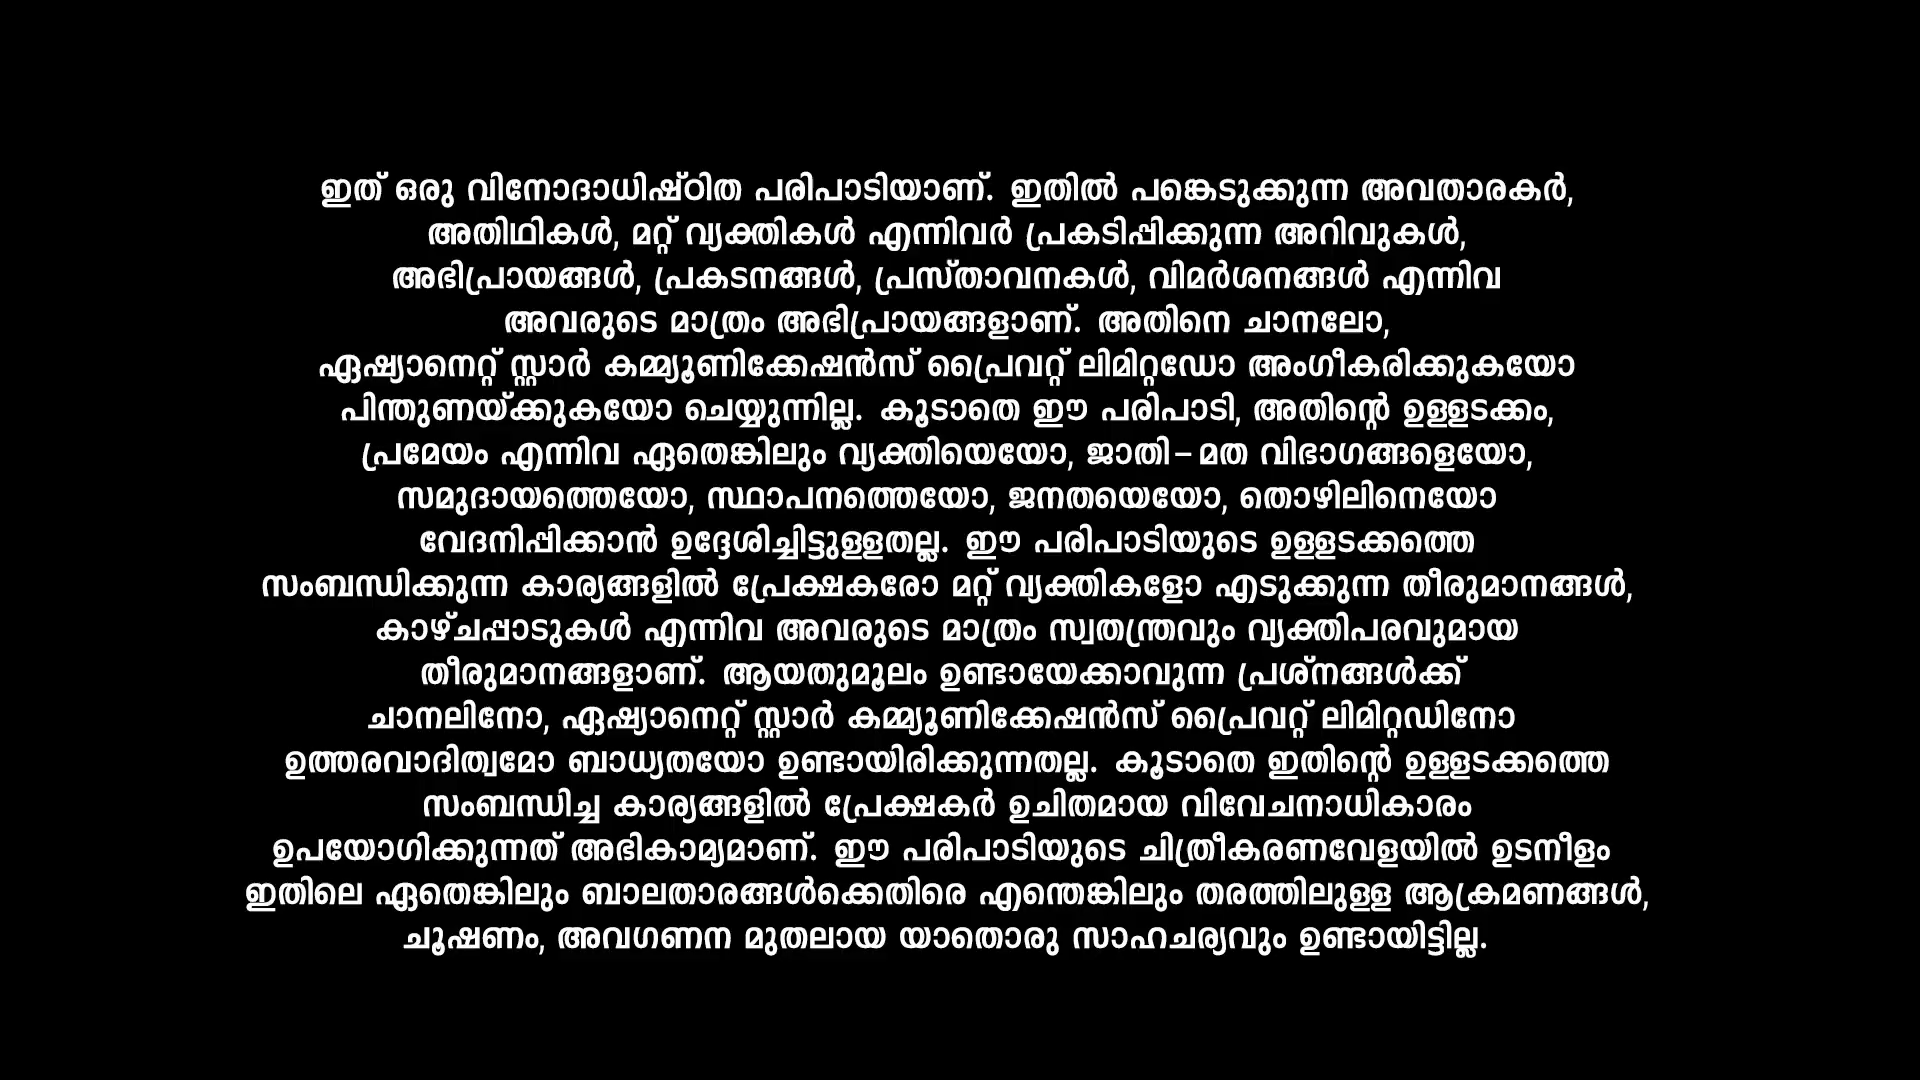 ഇത് ഒരു വിനോദാധിഷ്ഠിത പരിപാടിയാണ്. ഇതിൽ പങ്കെടുക്കുന്ന അവതാരകർ,
അതിഥികൾ, മറ്റ് വ്യക്തികൾ എന്നിവർ പ്രകടിപ്പിക്കുന്ന അറിവുകൾ,
അഭിപ്രായങ്ങൾ, പ്രകടനങ്ങൾ, പ്രസ്താവനകൾ, വിമർശനങ്ങൾ എന്നിവ
അവരുടെ മാത്രം അഭിപ്രായങ്ങളാണ്. അതിനെ ചാനലോ,
ഏഷ്യാനെറ്റ് സ്റ്റാർ കമ്മ്യൂണിക്കേഷൻസ് പ്രൈവറ്റ് ലിമിറ്റഡോ അംഗീകരിക്കുകയോ
പിന്തുണയ്ക്കുകയോ ചെയ്യുന്നില്ല. കൂടാതെ ഈ പരിപാടി, അതിന്റെ ഉള്ളടക്കം,
പ്രമേയം എന്നിവ ഏതെങ്കിലും വ്യക്തിയെയോ, ജാതി – മത വിഭാഗങ്ങളെയോ,
സമുദായത്തെയോ, സ്ഥാപനത്തെയോ, ജനതയെയോ, തൊഴിലിനെയോ
വേദനിപ്പിക്കാൻ ഉദ്ദേശിച്ചിട്ടുള്ളതല്ല. ഈ പരിപാടിയുടെ ഉള്ളടക്കത്തെ
സംബന്ധിക്കുന്ന കാര്യങ്ങളിൽ പ്രേക്ഷകരോ മറ്റ് വ്യക്തികളോ എടുക്കുന്ന തീരുമാനങ്ങൾ,
കാഴ്ചപ്പാടുകൾ എന്നിവ അവരുടെ മാത്രം സ്വതന്ത്രവും വ്യക്തിപരവുമായ
തീരുമാനങ്ങളാണ്. ആയതുമൂലം ഉണ്ടായേക്കാവുന്ന പ്രശ്നങ്ങൾക്ക്
ചാനലിനോ, ഏഷ്യാനെറ്റ് സ്റ്റാർ കമ്മ്യൂണിക്കേഷൻസ് പ്രൈവറ്റ് ലിമിറ്റഡിനോ
ഉത്തരവാദിത്വമോ ബാധ്യതയോ ഉണ്ടായിരിക്കുന്നതല്ല. കൂടാതെ ഇതിന്റെ ഉള്ളടക്കത്തെ
സംബന്ധിച്ച കാര്യങ്ങളിൽ പ്രേക്ഷകർ ഉചിതമായ വിവേചനാധികാരം
ഉപയോഗിക്കുന്നത് അഭികാമ്യമാണ്. ഈ പരിപാടിയുടെ ചിത്രീകരണവേളയിൽ ഉടനീളം
ഇതിലെ ഏതെങ്കിലും ബാലതാരങ്ങൾക്കെതിരെ എന്തെങ്കിലും തരത്തിലുള്ള ആക്രമണങ്ങൾ,
ചൂഷണം, അവഗണന മുതലായ യാതൊരു സാഹചര്യവും ഉണ്ടായിട്ടില്ല.